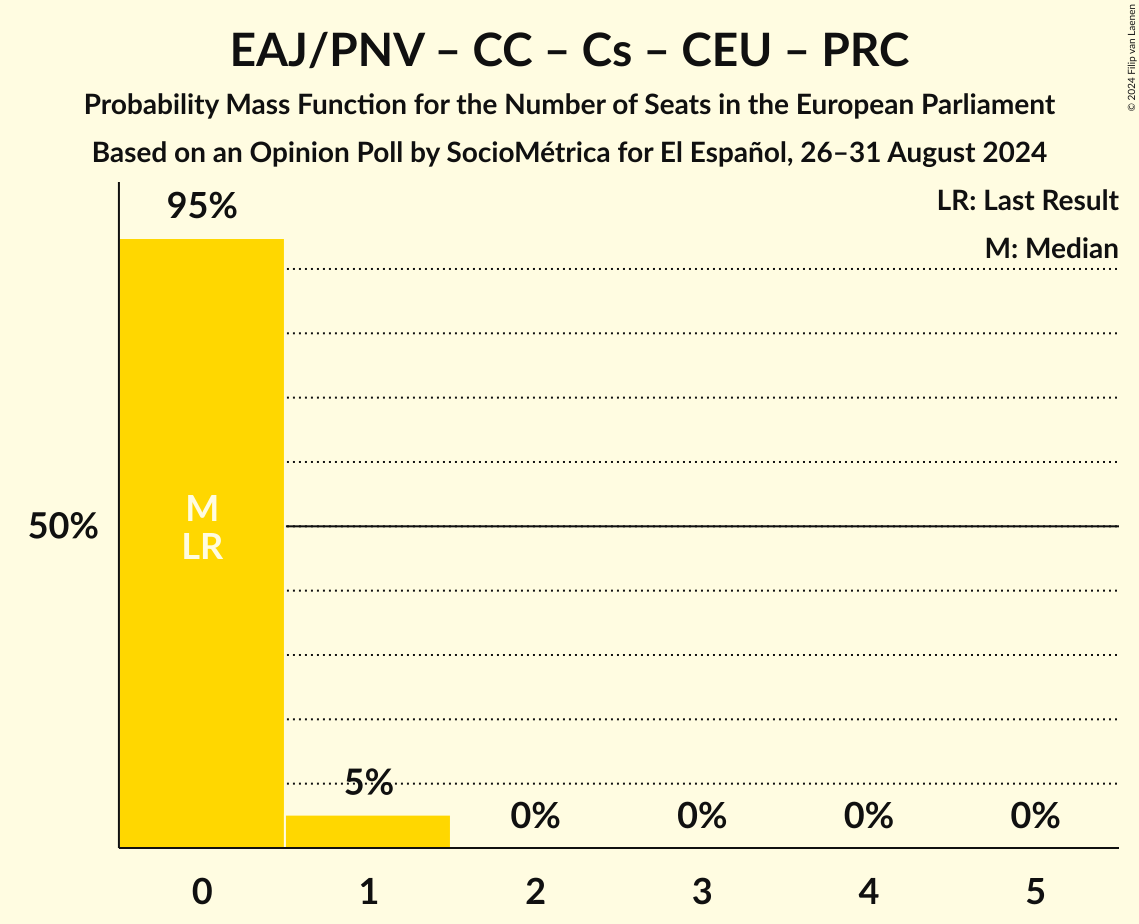 EAJ/PNV – CC – Cs – CEU – PRC
Probability Mass Function for the Number of Seats in the European Parliament
Based on an Opinion Poll by SocioMétrica for El Español, 26–31 August 2024
© 2024 Filip van Laenen
LR: Last Result
M: Median
95%
M
LR
50%
5%
0% 0% 0% 0%
0 1 2 3 4 5